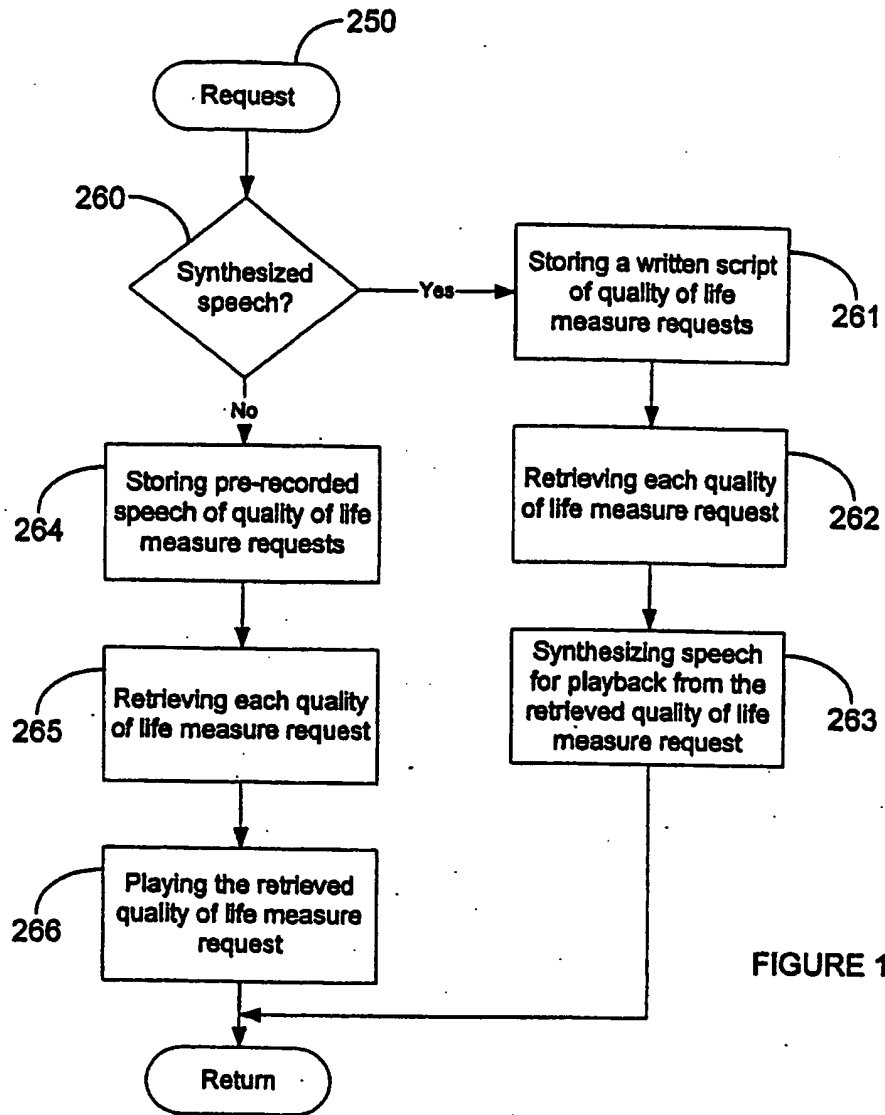 250
Request
260
Synthesized
speech?
Yes
Storing a written script
of quality of life
measure requests
261
No
Storing pre-recorded
speech of quality of life
measure requests
264
Retrieving each quality
of life measure request
262
Retrieving each quality
of life measure request
265
Synthesizing speech
for playback from the
retrieved quality of life
measure request
263
Playing the retrieved
quality of life measure
request
266
FIGURE 1
Return